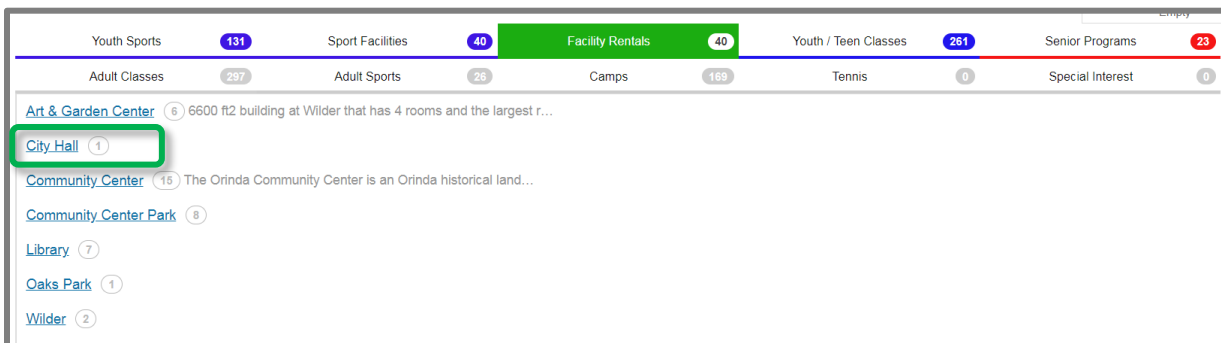 Empty
Youth Sports 131 Sport Facilities 40 Facility Rentals 40 Youth / Teen Classes 261 Senior Programs 23
Adult Classes 297 Adult Sports 26 Camps 169 Tennis 0 Special Interest 0
Art & Garden Center 6 6600 ft2 building at Wilder that has 4 rooms and the largest r…
City Hall 1
Community Center 15 The Orinda Community Center is an Orinda historical land…
Community Center Park 8
Library 7
Oaks Park 1
Wilder 2